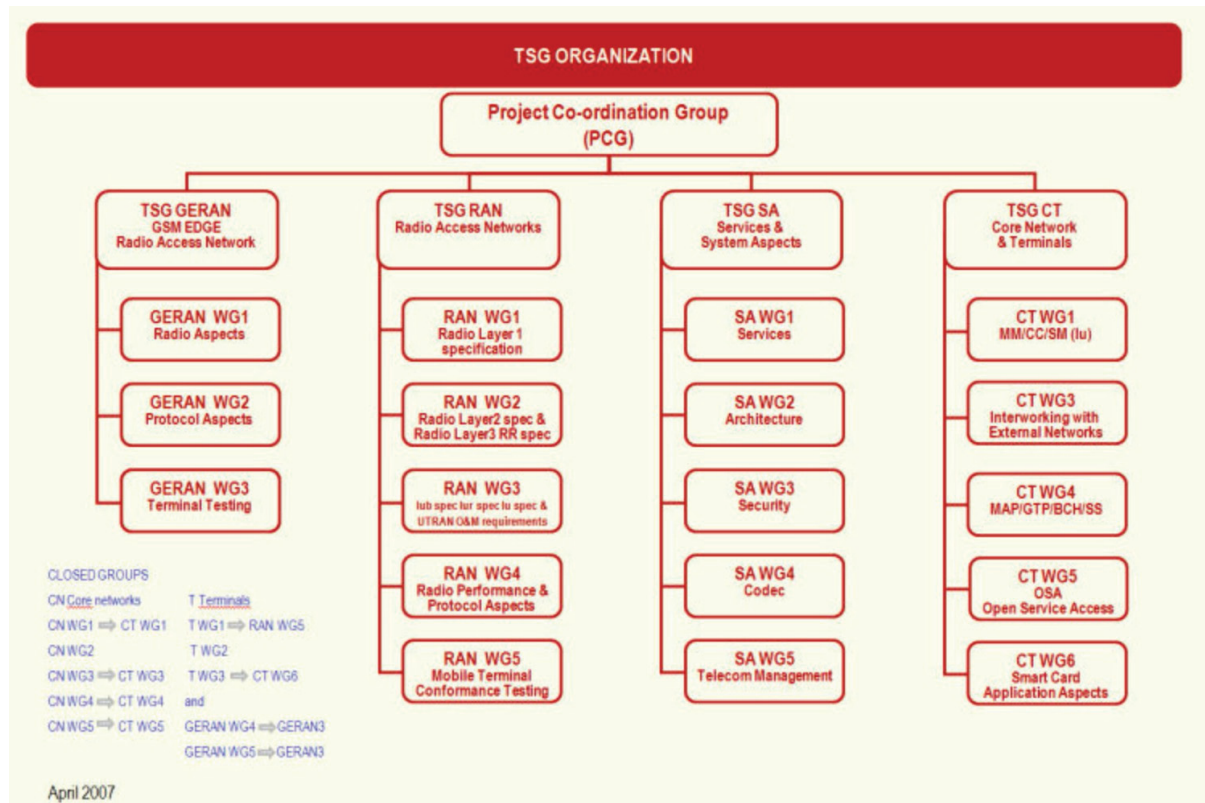 TSG ORGANIZATION
Project Co-ordination Group
(PCG)
TSG GERAN
GSM EDGE
Radio Access Network
GERAN WG1
Radio Aspects
GERAN WG2
Protocol Aspects
GERAN WG3
Terminal Testing
TSG RAN
Radio Access Networks
RAN WG1
Radio Layer 1
specification
RAN WG2
Radio Layer2 spec &
Radio Layer3 RR spec
RAN WG3
Iub spec Iur spec Iu spec &
UTRAN O&M requirements
RAN WG4
Radio Performance &
Protocol Aspects
RAN WG5
Mobile Terminal
Conformance Testing
TSG SA
Services &
System Aspects
SA WG1
Services
SA WG2
Architecture
SA WG3
Security
SA WG4
Codec
SA WG5
Telecom Management
TSG CT
Core Network
& Terminals
CT WG1
MM/CC/SM (Iu)
CT WG3
Interworking with
External Networks
CT WG4
MAP/GTP/BCH/SS
CT WG5
OSA
Open Service Access
CT WG6
Smart Card
Application Aspects
CLOSED GROUPS
CN Core networks
CN WG1 ⇒ CT WG1
CN WG2
CN WG3 ⇒ CT WG3
CN WG4 ⇒ CT WG4
CN WG5 ⇒ CT WG5
T Terminals
T WG1 ⇒ RAN WG5
T WG2
T WG3 ⇒ CT WG6
and
GERAN WG4 ⇒ GERAN3
GERAN WG5 ⇒ GERAN3
April 2007